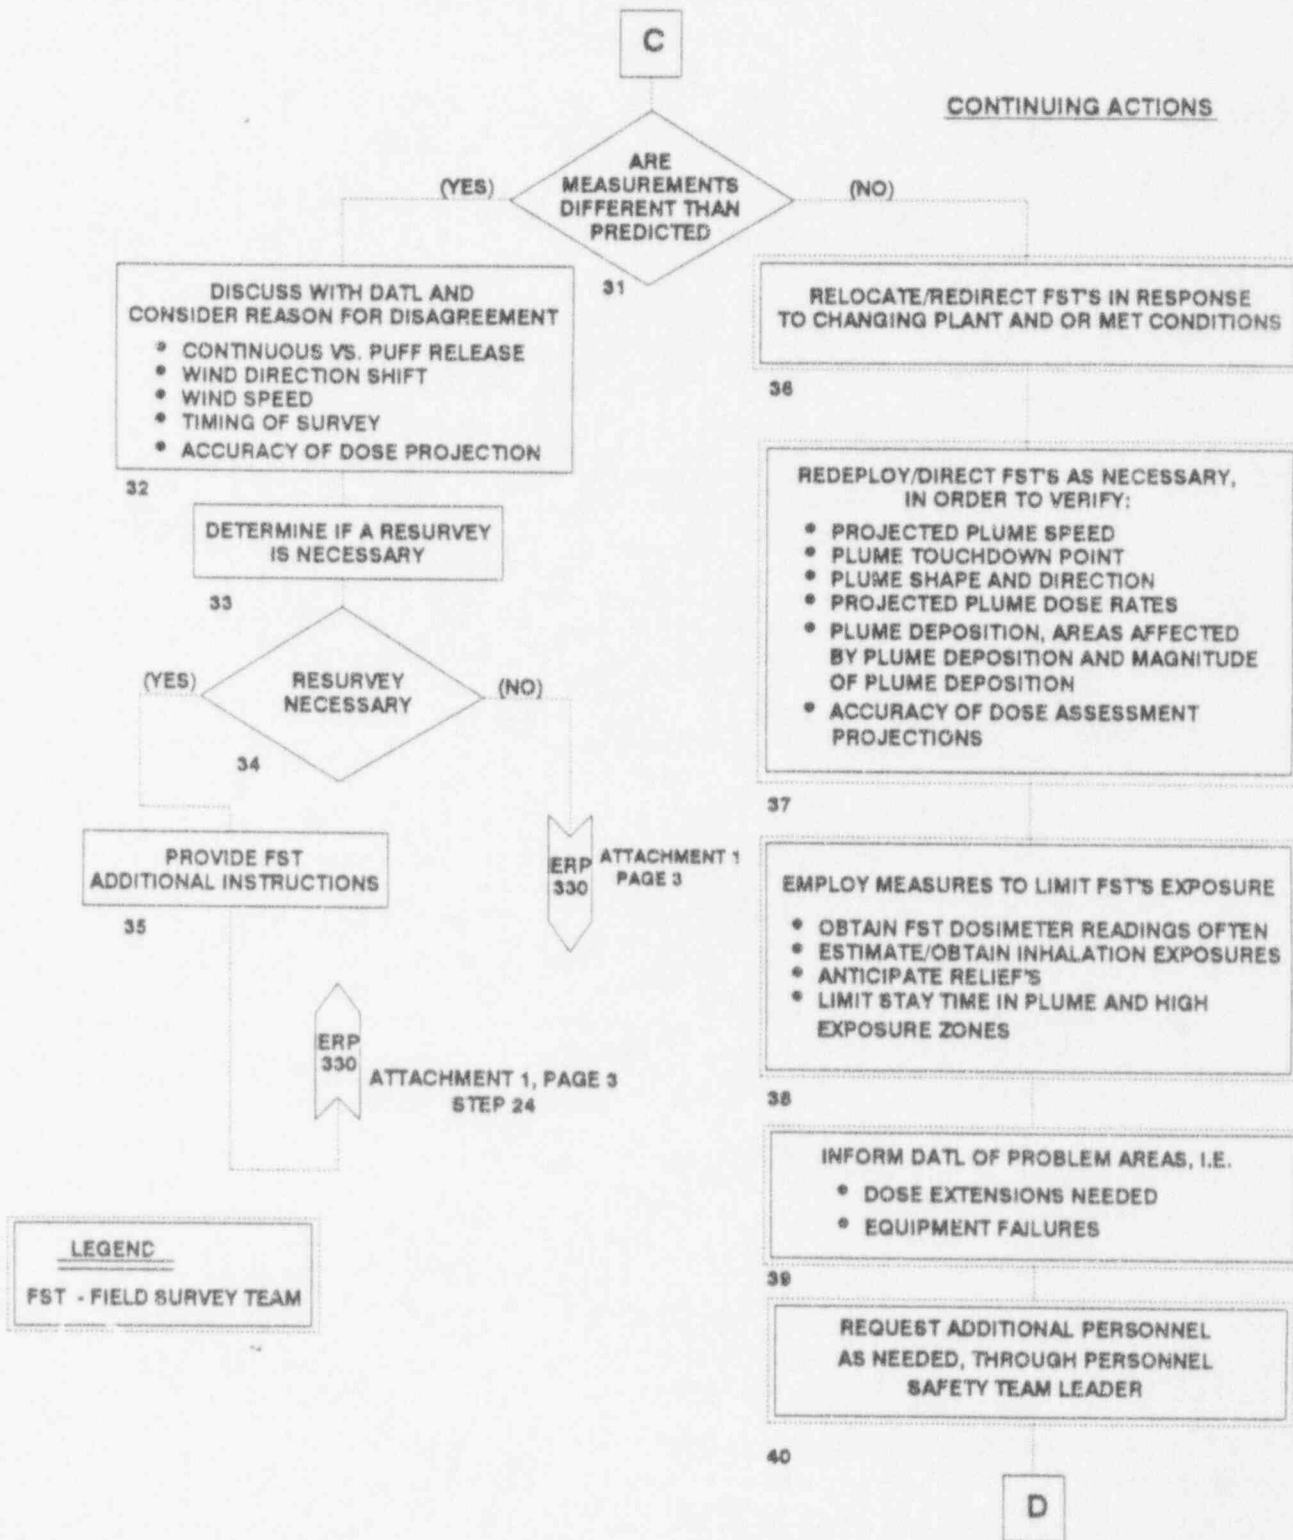 C
CONTINUING ACTIONS
ARE
MEASUREMENTS
DIFFERENT THAN
PREDICTED
(YES)
(NO)
31
DISCUSS WITH DATL AND
CONSIDER REASON FOR DISAGREEMENT
• CONTINUOUS VS. PUFF RELEASE
• WIND DIRECTION SHIFT
• WIND SPEED
• TIMING OF SURVEY
• ACCURACY OF DOSE PROJECTION
32
DETERMINE IF A RESURVEY
IS NECESSARY
33
(YES)
RESURVEY
NECESSARY
(NO)
34
PROVIDE FST
ADDITIONAL INSTRUCTIONS
35
ERP
330
ATTACHMENT 1
PAGE 3
ERP
330
ATTACHMENT 1, PAGE 3
STEP 24
LEGEND
FST - FIELD SURVEY TEAM
RELOCATE/REDIRECT FST'S IN RESPONSE
TO CHANGING PLANT AND OR MET CONDITIONS
36
REDEPLOY/DIRECT FST'S AS NECESSARY,
IN ORDER TO VERIFY:
• PROJECTED PLUME SPEED
• PLUME TOUCHDOWN POINT
• PLUME SHAPE AND DIRECTION
• PROJECTED PLUME DOSE RATES
• PLUME DEPOSITION, AREAS AFFECTED
BY PLUME DEPOSITION AND MAGNITUDE
OF PLUME DEPOSITION
• ACCURACY OF DOSE ASSESSMENT
PROJECTIONS
37
EMPLOY MEASURES TO LIMIT FST'S EXPOSURE
• OBTAIN FST DOSIMETER READINGS OFTEN
• ESTIMATE/OBTAIN INHALATION EXPOSURES
• ANTICIPATE RELIEF'S
• LIMIT STAY TIME IN PLUME AND HIGH
EXPOSURE ZONES
38
INFORM DATL OF PROBLEM AREAS, I.E.
• DOSE EXTENSIONS NEEDED
• EQUIPMENT FAILURES
39
REQUEST ADDITIONAL PERSONNEL
AS NEEDED, THROUGH PERSONNEL
SAFETY TEAM LEADER
40
D